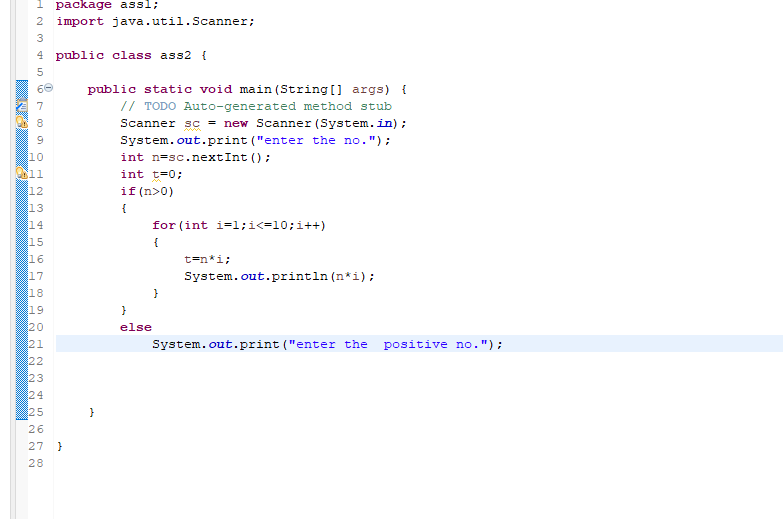 1 package ass1;
2 import java.util.Scanner;
3
4 public class ass2 {
5
6 public static void main(String[] args) {
7 // TODO Auto-generated method stub
8 Scanner sc = new Scanner(System.in);
9 System.out.print("enter the no.");
10 int n=sc.nextInt();
11 int t=0;
12 if(n>0)
13 {
14 for(int i=1;i<=10;i++)
15 {
16 t=n*i;
17 System.out.println(n*i);
18 }
19 }
20 else
21 System.out.print("enter the  positive no.");
22
23
24
25 }
26
27 }
28